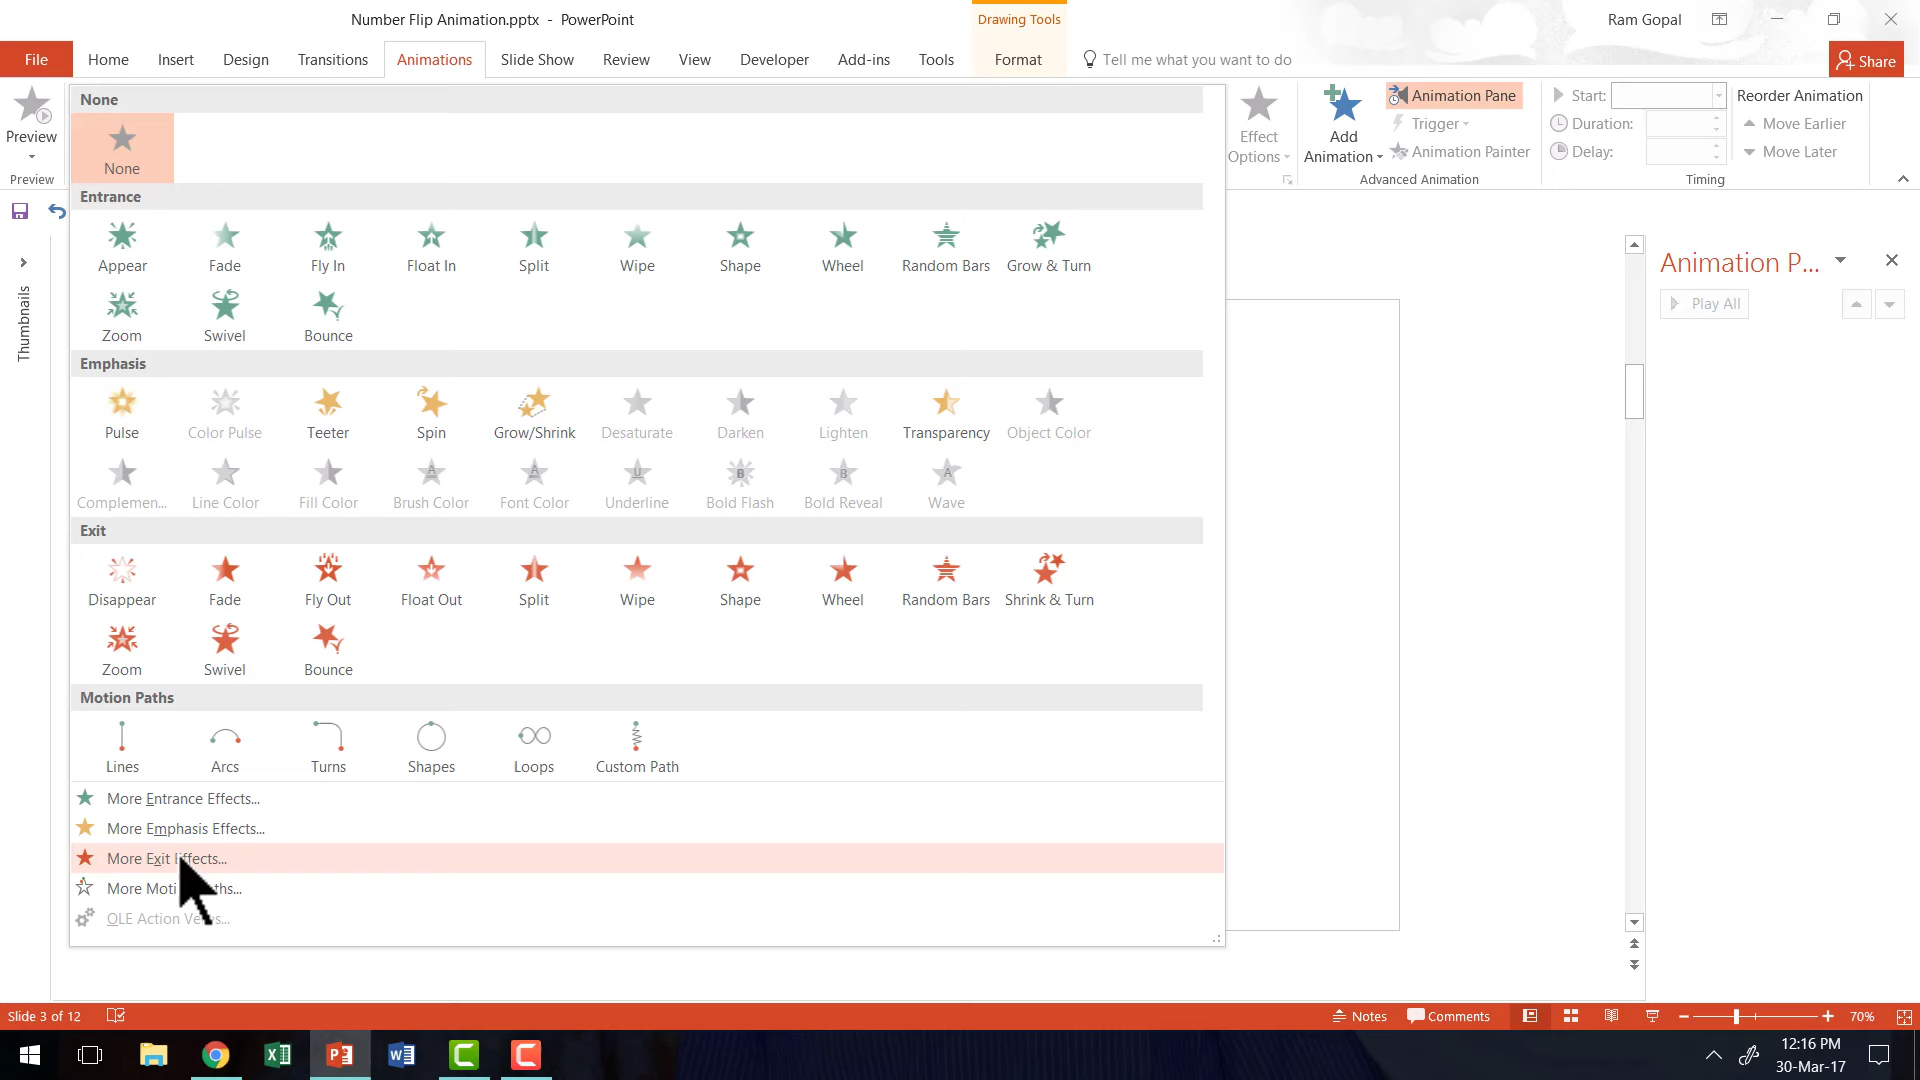 Number Flip Animation.pptx - PowerPoint
Drawing Tools
Ram Gopal
File Home Insert Design Transitions Animations Slide Show Review View Developer Add-ins Tools Format Tell me what you want to do Share
Preview
Preview
None
None
Entrance
Appear Fade Fly In Float In Split Wipe Shape Wheel Random Bars Grow & Turn
Zoom Swivel Bounce
Emphasis
Pulse Color Pulse Teeter Spin Grow/Shrink Desaturate Darken Lighten Transparency Object Color
Complemen... Line Color Fill Color Brush Color Font Color Underline Bold Flash Bold Reveal Wave
Exit
Disappear Fade Fly Out Float Out Split Wipe Shape Wheel Random Bars Shrink & Turn
Zoom Swivel Bounce
Motion Paths
Lines Arcs Turns Shapes Loops Custom Path
More Entrance Effects...
More Emphasis Effects...
More Exit Effects...
More Moti ths...
OLE Action Ve s...
Effect
Options
Add
Animation
Animation Pane
Trigger
Animation Painter
Advanced Animation
Start:
Duration:
Delay:
Timing
Reorder Animation
Move Earlier
Move Later
Thumbnails
Animation P...
Play All
Slide 3 of 12
Notes Comments 70%
12:16 PM
30-Mar-17